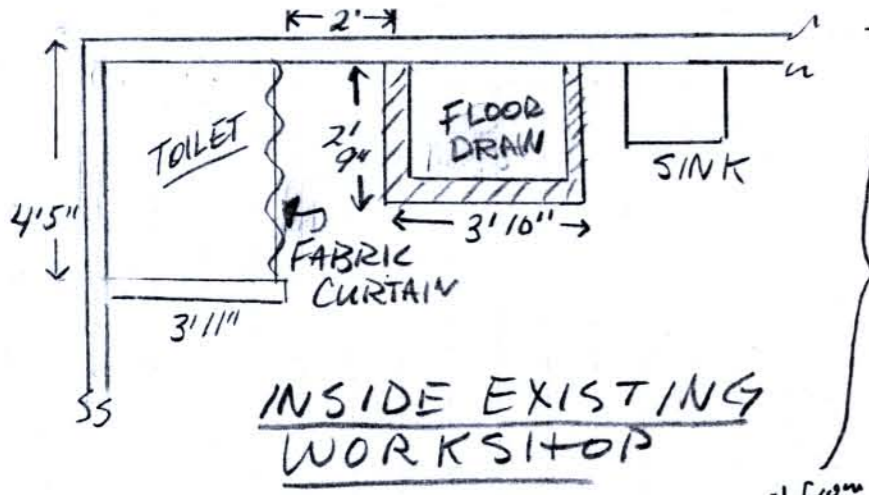 2'
TOILET
2'
9"
FLOOR
DRAIN
SINK
4'5"
3'10"
FABRIC
CURTAIN
3'11"
INSIDE EXISTING
WORKSHOP